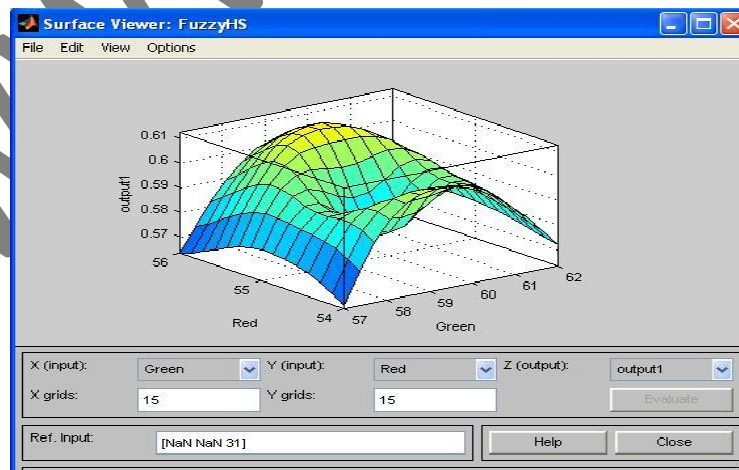 Surface Viewer: FuzzyHS
File Edit View Options
0.61
0.6
0.59
0.58
0.57
output1
56
55
54
Red
57
58
59
60
61
62
Green
X (input): Green Y (input): Red Z (output): output1
X grids: 15 Y grids: 15 Evaluate
Ref. Input: [NaN NaN 31] Help Close